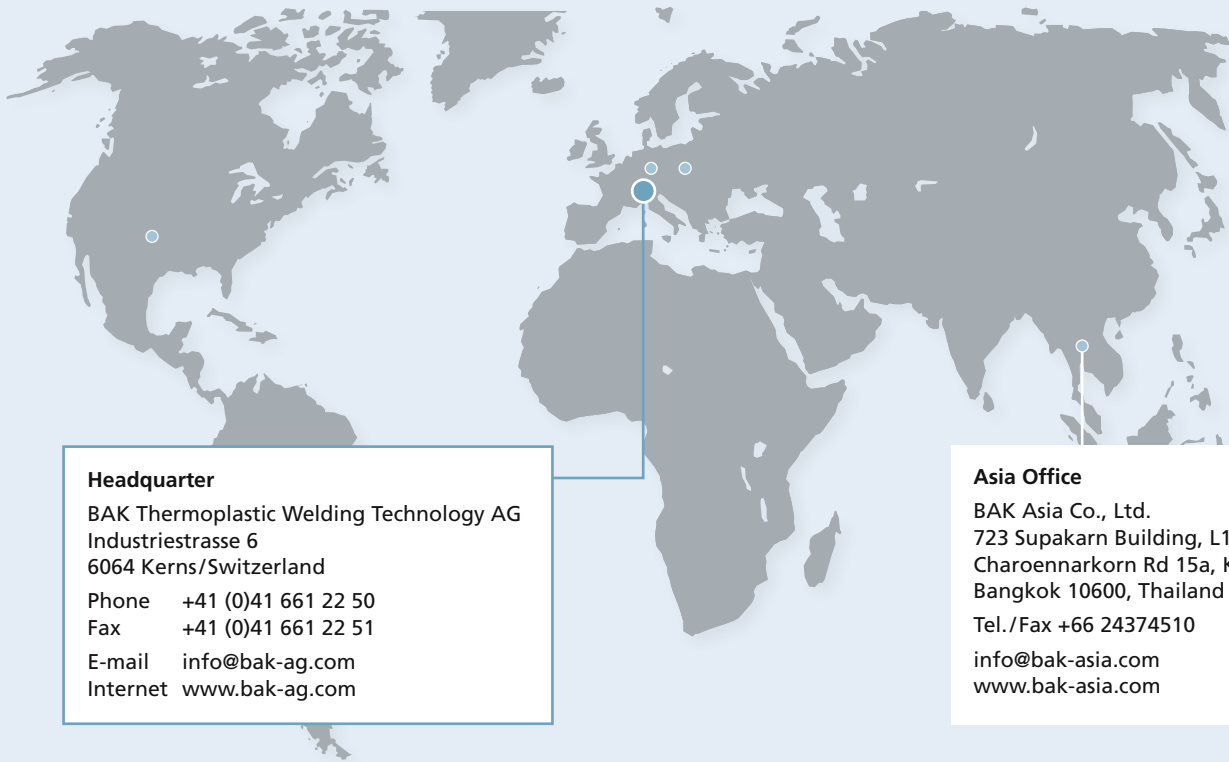 Headquarter
BAK Thermoplastic Welding Technology AG
Industriestrasse 6
6064 Kerns/Switzerland
Phone +41 (0)41 661 22 50
Fax +41 (0)41 661 22 51
E-mail info@bak-ag.com
Internet www.bak-ag.com
Asia Office
BAK Asia Co., Ltd.
723 Supakarn Building,
Charoennarkorn Rd 15a,
Bangkok 10600, Thailand
Tel./Fax +66 24374510
info@bak-asia.com
www.bak-asia.com